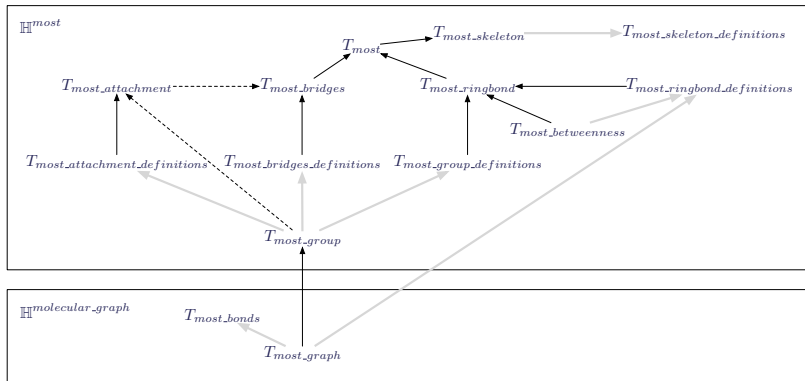 ℍ^most
T_most_skeleton T_most_skeleton_definitions
T_most
T_most_attachment T_most_bridges T_most_ringbond T_most_ringbond_definitions
T_most_betweenness
T_most_attachment_definitions T_most_bridges_definitions T_most_group_definitions
T_most_group
ℍ^molecular_graph
T_most_bonds
T_most_graph